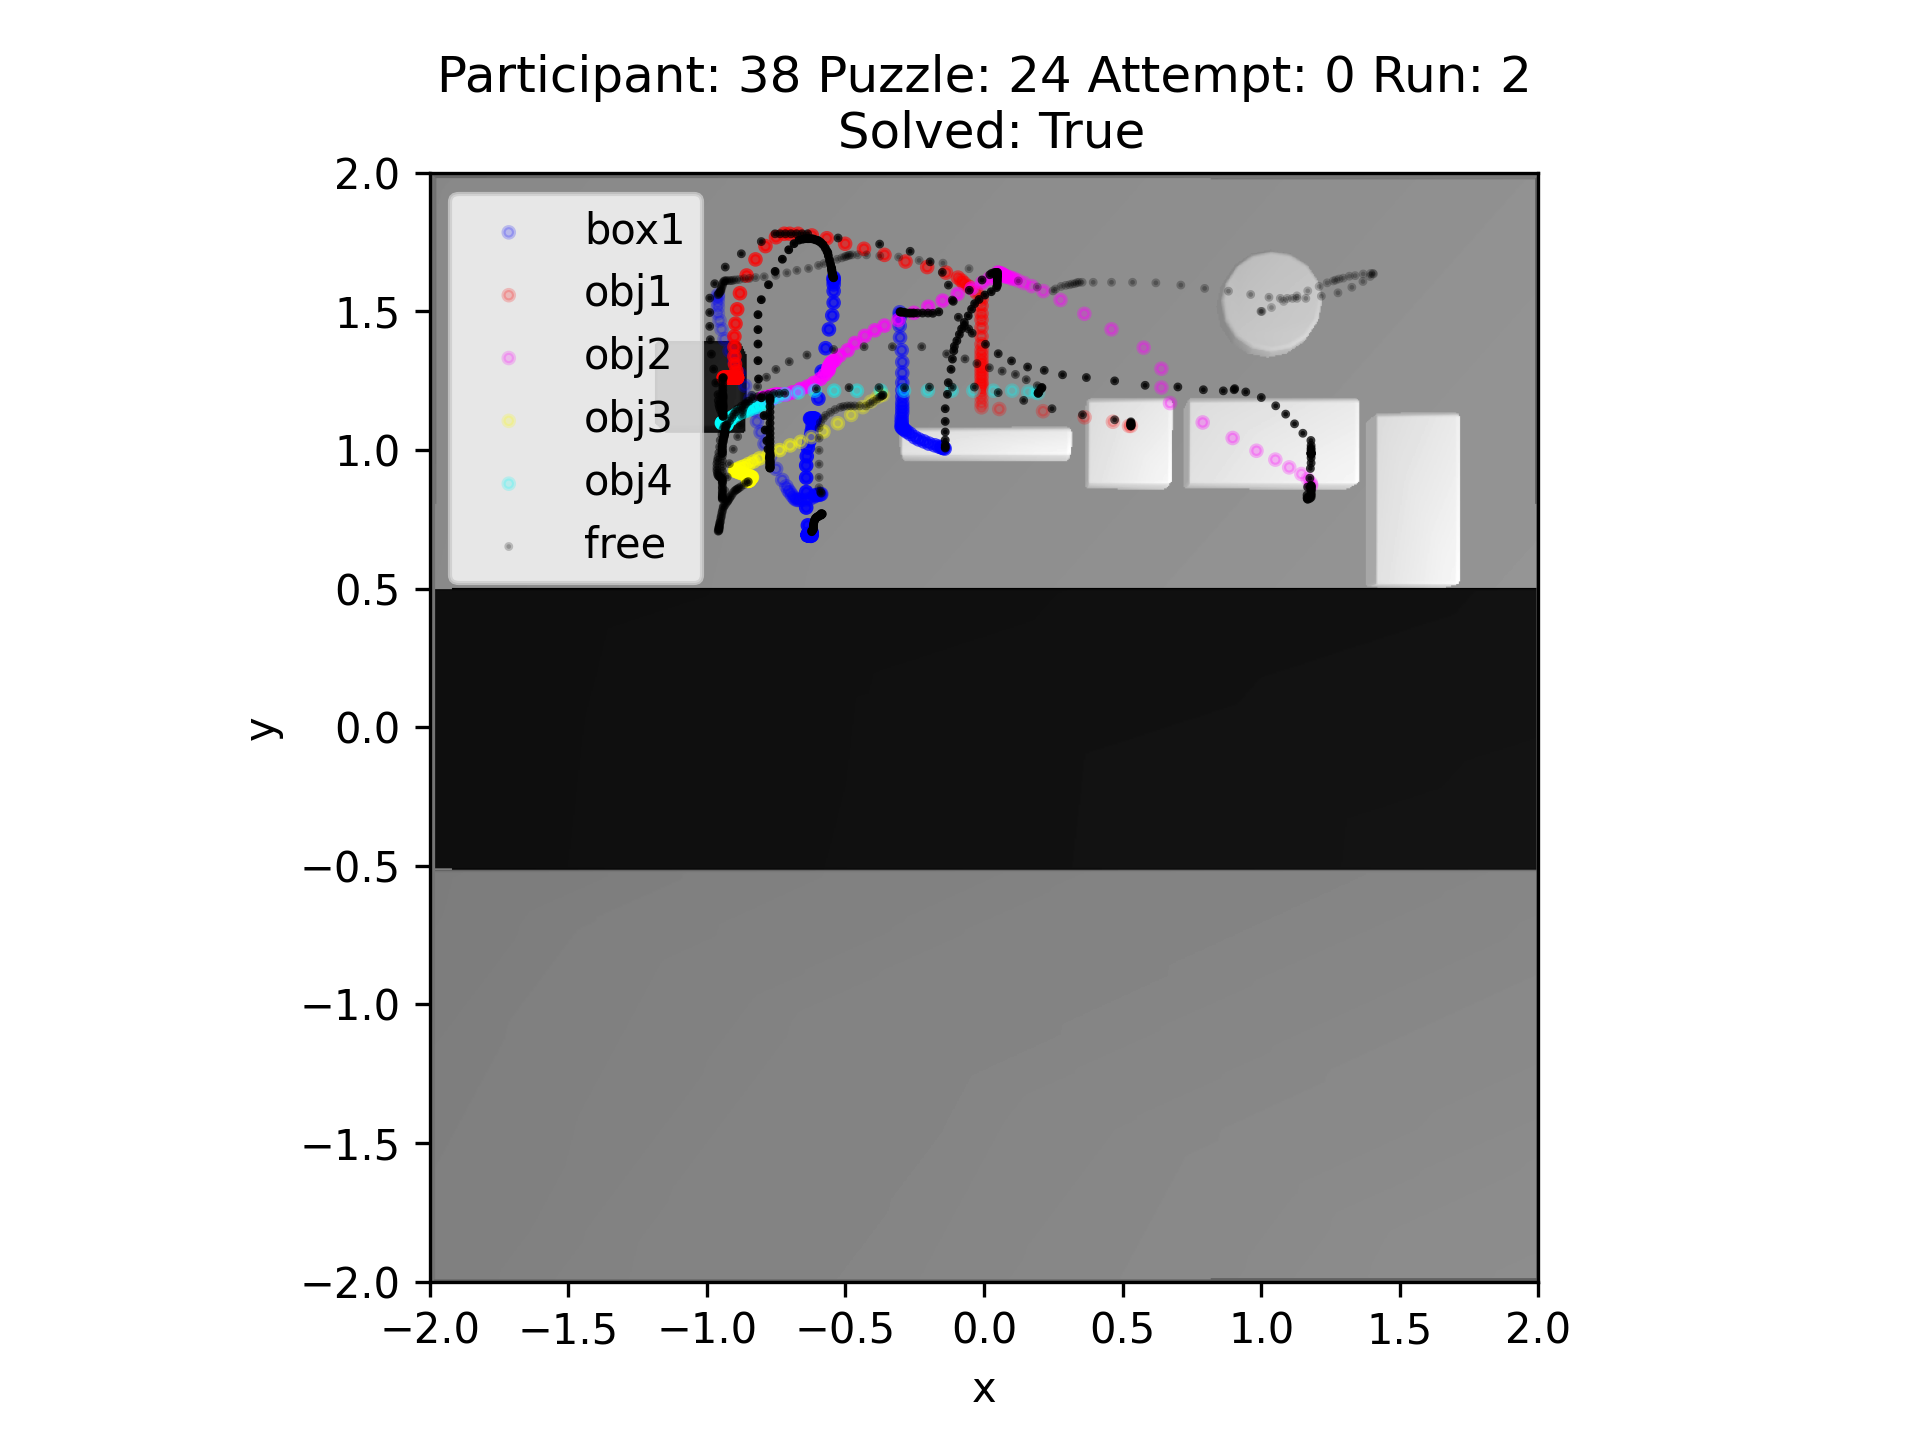 Participant: 38 Puzzle: 24 Attempt: 0 Run: 2
Solved: True
2.0
1.5
1.0
0.5
0.0
−0.5
−1.0
−1.5
−2.0
y
box1
obj1
obj2
obj3
obj4
free
−2.0 −1.5 −1.0 −0.5 0.0 0.5 1.0 1.5 2.0
x